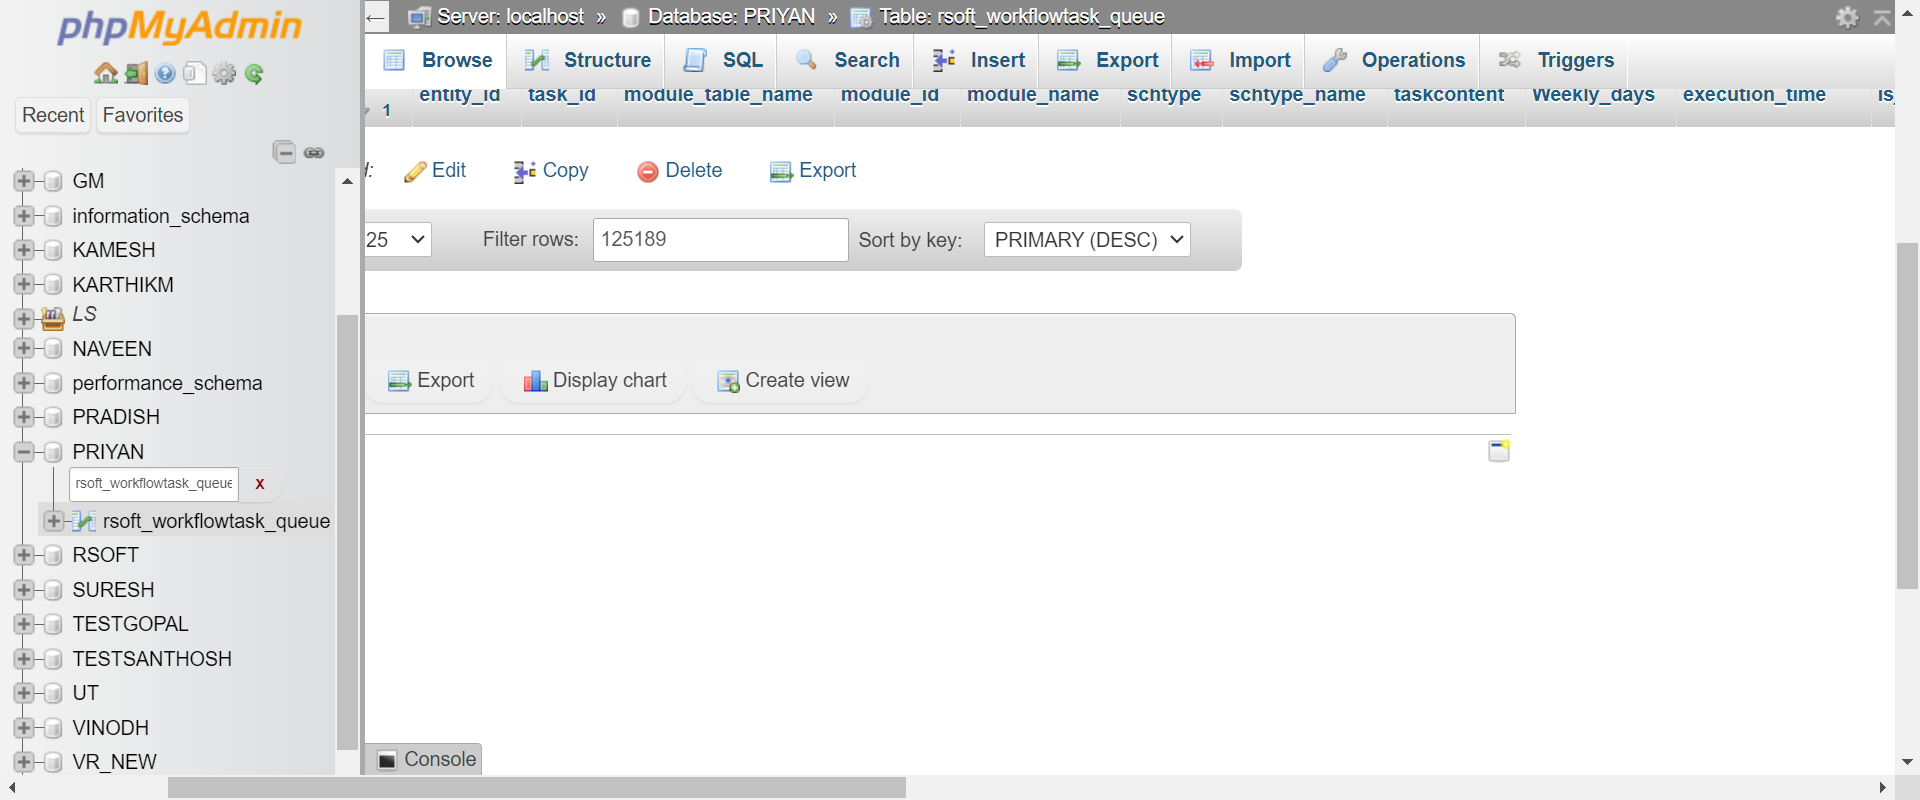 phpMyAdmin
Recent
Favorites
GM
information_schema
KAMESH
KARTHIKM
LS
NAVEEN
performance_schema
PRADISH
PRIYAN
rsoft_workflowtask_queue
x
rsoft_workflowtask_queue
RSOFT
SURESH
TESTGOPAL
TESTSANTHOSH
UT
VINODH
VR_NEW
← Server: localhost » Database: PRIYAN » Table: rsoft_workflowtask_queue
Browse Structure SQL Search Insert Export Import Operations Triggers
1 entity_id task_id module_table_name module_id module_name schtype schtype_name taskcontent Weekly_days execution_time is_
Edit Copy Delete Export
25 Filter rows: 125189 Sort by key: PRIMARY (DESC)
Export Display chart Create view
Console